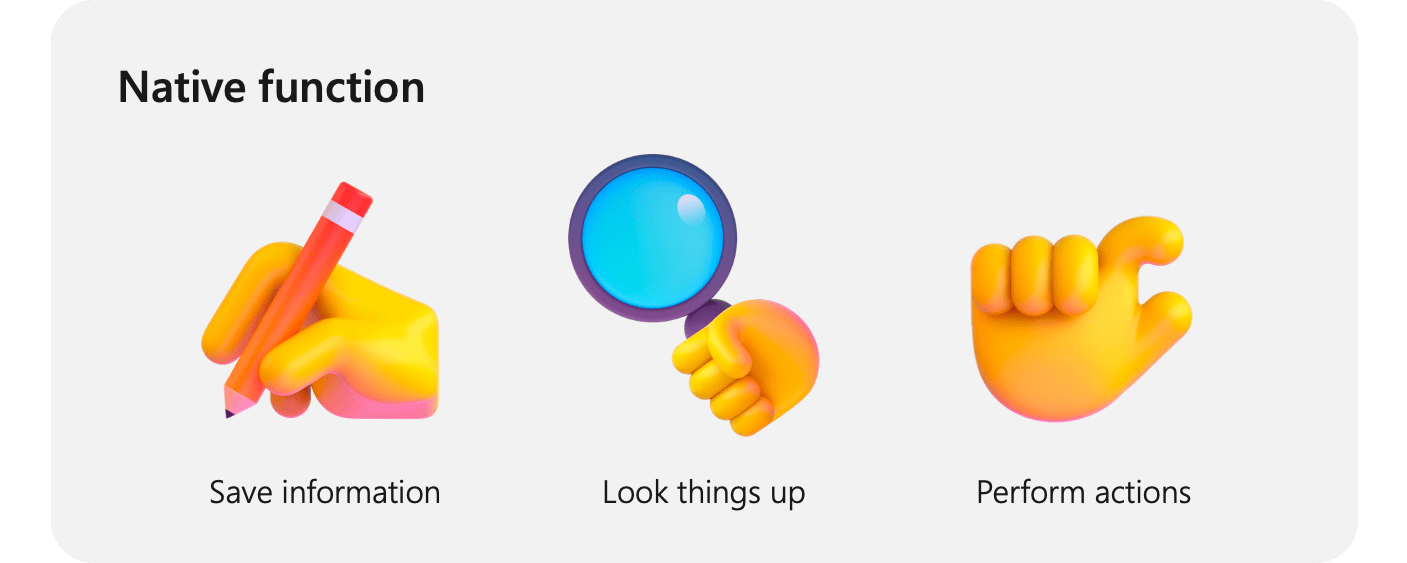 Native function
Save information
Look things up
Perform actions